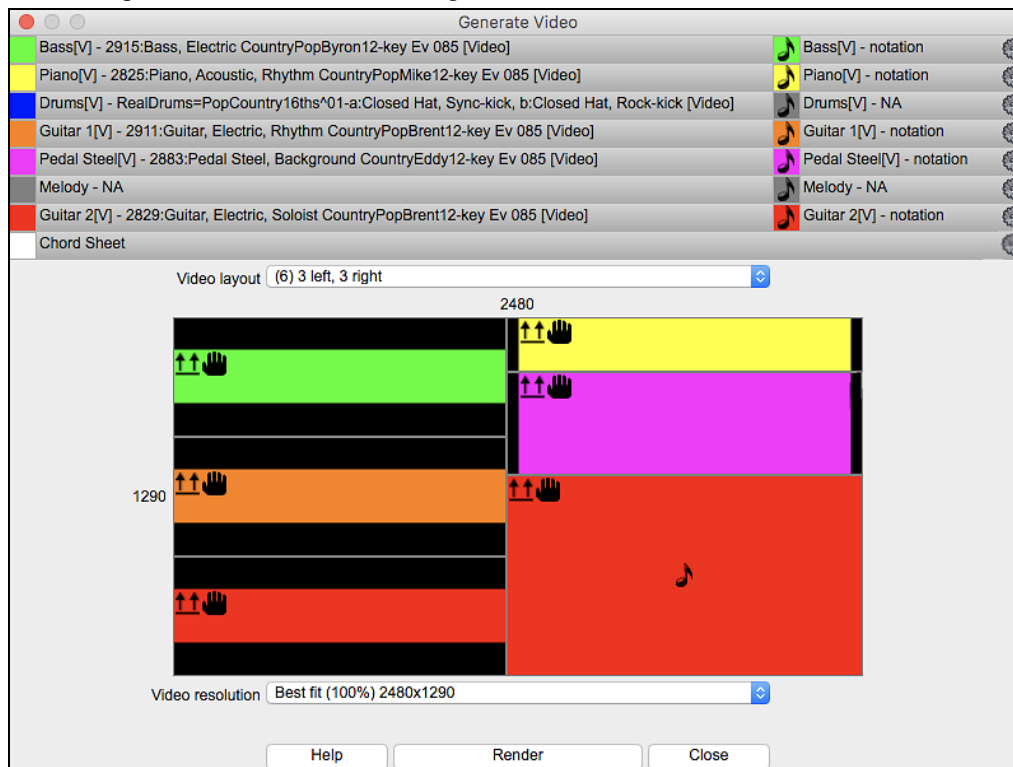 Generate Video
Bass[V] - 2915:Bass, Electric CountryPopByron12-key Ev 085 [Video] Bass[V] - notation
Piano[V] - 2825:Piano, Acoustic, Rhythm CountryPopMike12-key Ev 085 [Video] Piano[V] - notation
Drums[V] - RealDrums=PopCountry16ths^01-a:Closed Hat, Sync-kick, b:Closed Hat, Rock-kick [Video] Drums[V] - NA
Guitar 1[V] - 2911:Guitar, Electric, Rhythm CountryPopBrent12-key Ev 085 [Video] Guitar 1[V] - notation
Pedal Steel[V] - 2883:Pedal Steel, Background CountryEddy12-key Ev 085 [Video] Pedal Steel[V] - notation
Melody - NA Melody - NA
Guitar 2[V] - 2829:Guitar, Electric, Soloist CountryPopBrent12-key Ev 085 [Video] Guitar 2[V] - notation
Chord Sheet
Video layout (6) 3 left, 3 right
2480
1290
Video resolution Best fit (100%) 2480x1290
Help Render Close